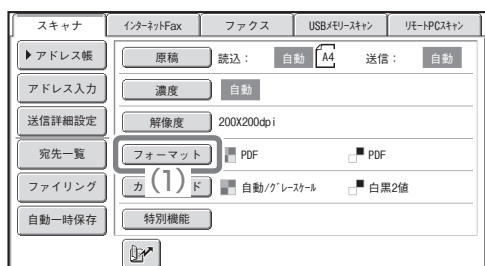 スキャナ インターネットFax ファクス USBメモリースキャン リモートPCスキャン
アドレス帳 原稿 読込: 自動 A4 送信: 自動
アドレス入力 濃度 自動
送信詳細設定 解像度 200X200dpi
宛先一覧 フォーマット PDF PDF
ファイリング カ (1) ド 自動/グレースケール 白黒2値
自動一時保存 特別機能